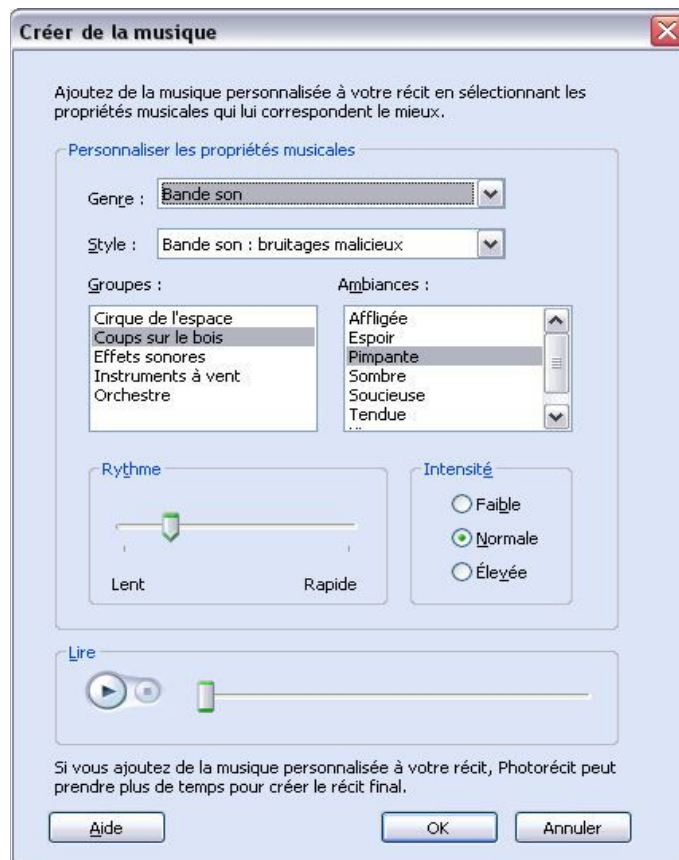 Créer de la musique
Ajoutez de la musique personnalisée à votre récit en sélectionnant les
propriétés musicales qui lui correspondent le mieux.
Personnaliser les propriétés musicales
Genre : Bande son
Style : Bande son : bruitages malicieux
Groupes : Ambiances :
Cirque de l'espace
Coups sur le bois
Effets sonores
Instruments à vent
Orchestre
Affligée
Espoir
Pimpante
Sombre
Soucieuse
Tendue
Rythme
Lent Rapide
Intensité
Faible
Normale
Élevée
Lire
Si vous ajoutez de la musique personnalisée à votre récit, Photorécit peut
prendre plus de temps pour créer le récit final.
Aide OK Annuler